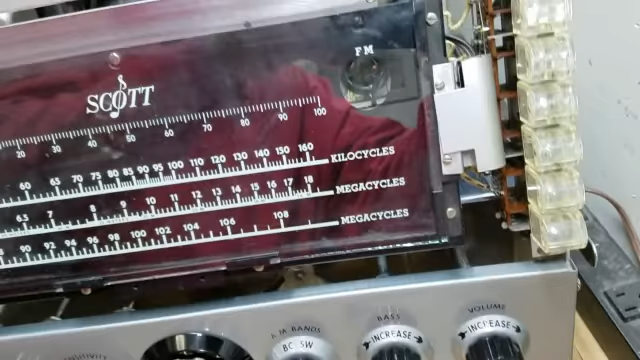 FM
SCOTT
20 30 40 50 60 70 80 90 100
60 65 70 75 80 85 90 95 100 110 120 130 140 150 160 KILOCYCLES
6.5 7 8 9 10 11 12 13 14 15 16 17 18 MEGACYCLES
90 92 94 96 98 100 102 104 106 108 MEGACYCLES
BANDS
BC SW
BASS
INCREASE
VOLUME
INCREASE